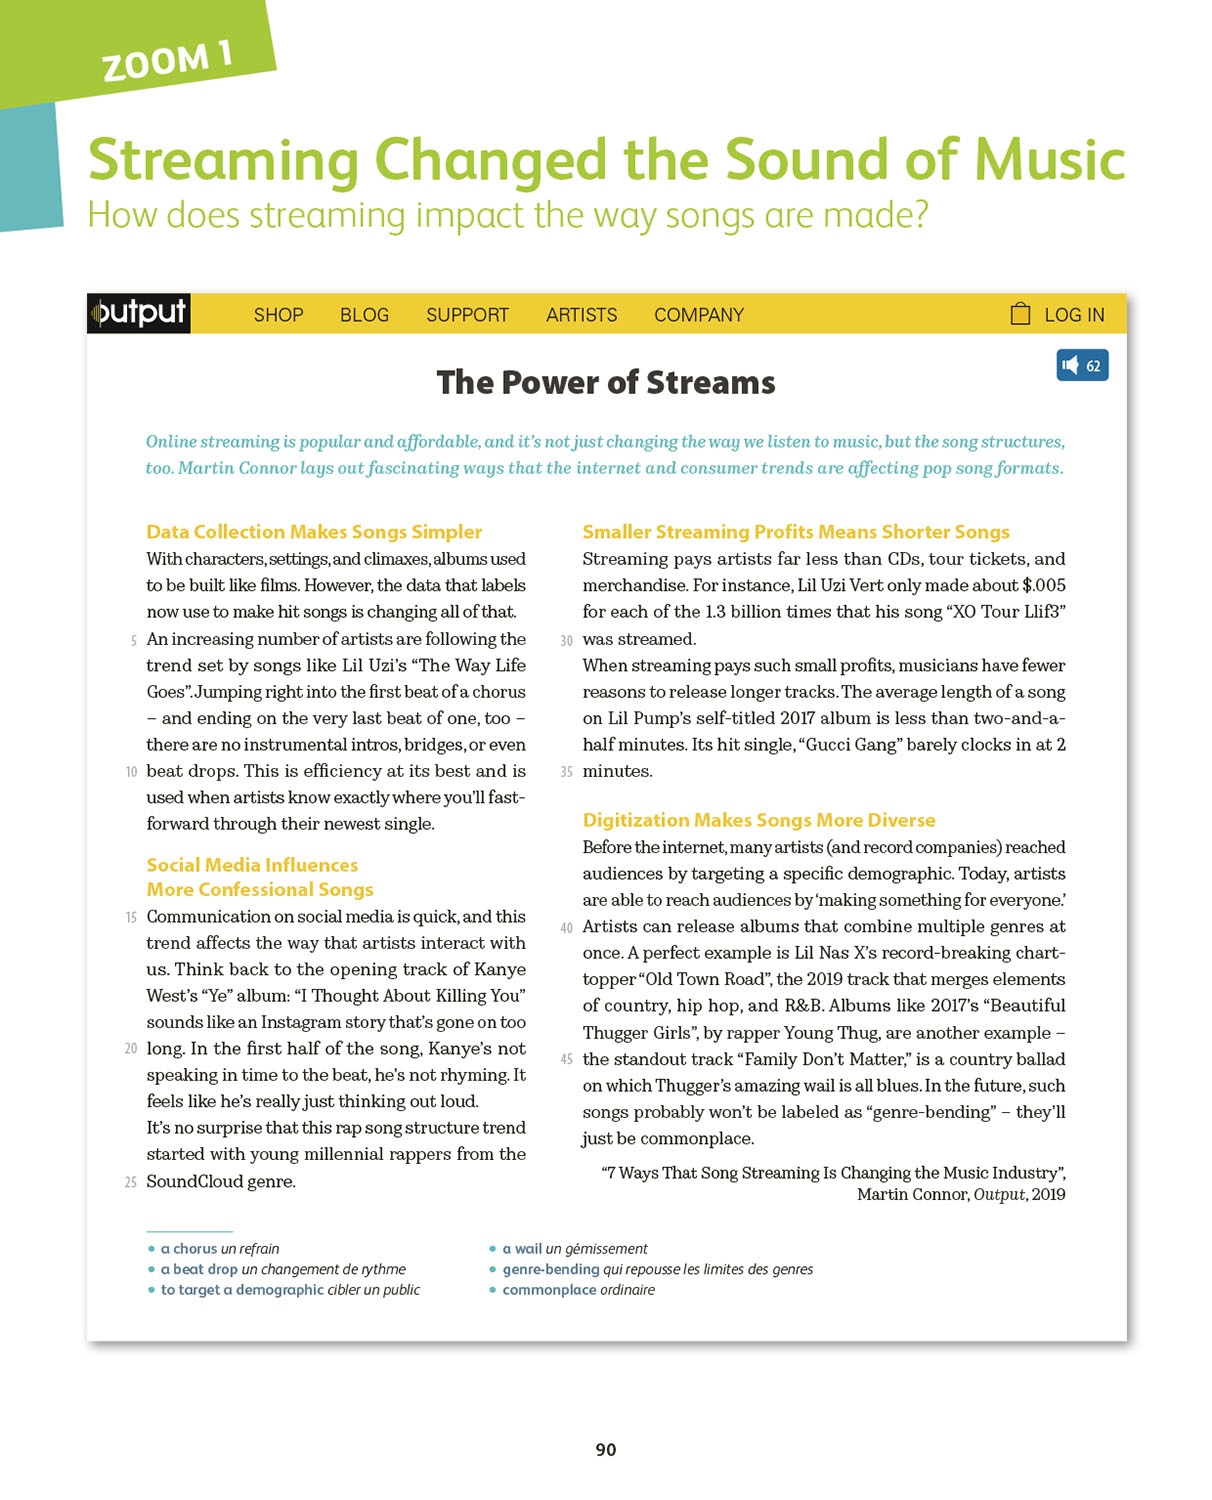 ZOOM 1
Streaming Changed the Sound of Music
How does streaming impact the way songs are made?
output SHOP BLOG SUPPORT ARTISTS COMPANY LOG IN
62
The Power of Streams
Online streaming is popular and affordable, and it's not just changing the way we listen to music, but the song structures,
too. Martin Connor lays out fascinating ways that the internet and consumer trends are affecting pop song formats.
Data Collection Makes Songs Simpler
With characters, settings, and climaxes, albums used
to be built like films. However, the data that labels
now use to make hit songs is changing all of that.
5 An increasing number of artists are following the
trend set by songs like Lil Uzi's “The Way Life
Goes”. Jumping right into the first beat of a chorus
– and ending on the very last beat of one, too –
there are no instrumental intros, bridges, or even
10 beat drops. This is efficiency at its best and is
used when artists know exactly where you'll fast-
forward through their newest single.
Social Media Influences
More Confessional Songs
15 Communication on social media is quick, and this
trend affects the way that artists interact with
us. Think back to the opening track of Kanye
West's “Ye” album: “I Thought About Killing You”
sounds like an Instagram story that's gone on too
20 long. In the first half of the song, Kanye's not
speaking in time to the beat, he's not rhyming. It
feels like he's really just thinking out loud.
It's no surprise that this rap song structure trend
started with young millennial rappers from the
25 SoundCloud genre.
Smaller Streaming Profits Means Shorter Songs
Streaming pays artists far less than CDs, tour tickets, and
merchandise. For instance, Lil Uzi Vert only made about $.005
for each of the 1.3 billion times that his song “XO Tour Llif3”
30 was streamed.
When streaming pays such small profits, musicians have fewer
reasons to release longer tracks. The average length of a song
on Lil Pump's self-titled 2017 album is less than two-and-a-
half minutes. Its hit single, “Gucci Gang” barely clocks in at 2
35 minutes.
Digitization Makes Songs More Diverse
Before the internet, many artists (and record companies) reached
audiences by targeting a specific demographic. Today, artists
are able to reach audiences by ‘making something for everyone.’
40 Artists can release albums that combine multiple genres at
once. A perfect example is Lil Nas X's record-breaking chart-
topper “Old Town Road”, the 2019 track that merges elements
of country, hip hop, and R&B. Albums like 2017's “Beautiful
Thugger Girls”, by rapper Young Thug, are another example –
45 the standout track “Family Don't Matter,” is a country ballad
on which Thugger's amazing wail is all blues. In the future, such
songs probably won't be labeled as “genre-bending” – they'll
just be commonplace.
“7 Ways That Song Streaming Is Changing the Music Industry”,
Martin Connor, Output, 2019
• a chorus un refrain
• a beat drop un changement de rythme
• to target a demographic cibler un public
• a wail un gémissement
• genre-bending qui repousse les limites des genres
• commonplace ordinaire
90